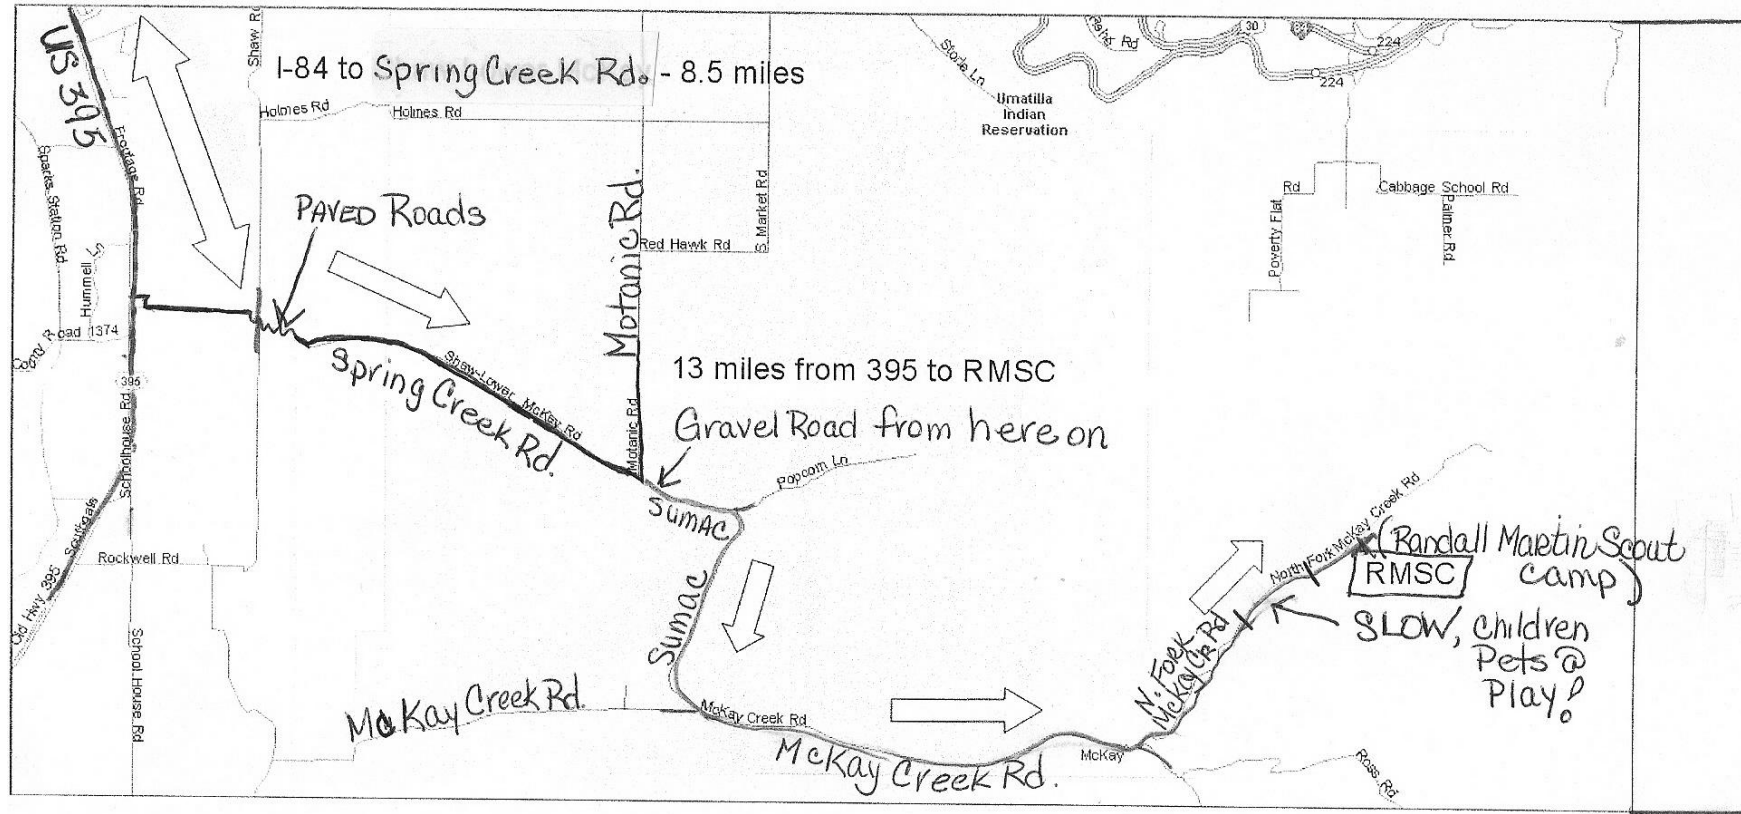 US 395
Shaw Rd
I-84 to Spring Creek Rd. - 8.5 miles
Holmes Rd
Holmes Rd
Stotle Ln
Umatilla
Indian
Reservation
Rd
30
224
224
Frontage Rd
Sparks Station Rd
Hummell
PAVED Roads
Motanic Rd.
S Market Rd
Red Hawk Rd
Rd
Cabbage School Rd
Poverty Flat
Palmer Rd
Road 1374
395
Spring Creek Rd.
Shaw-Lower McKay Rd
Motanic Rd
13 miles from 395 to RMSC
Gravel Road from here on
Popcorn Ln
Schoolhouse Rd
Southgate
Old Hwy 395
Rockwell Rd
SumAC
Sumac
North Fork McKay Creek Rd
(Randall Martin Scout
Camp)
RMSC
SLOW, Children
Pets @
Play!
N. Fork
McKay Cr Rd
School House Rd
McKay Creek Rd.
McKay Creek Rd
McKay Creek Rd.
McKay
Ross Rd